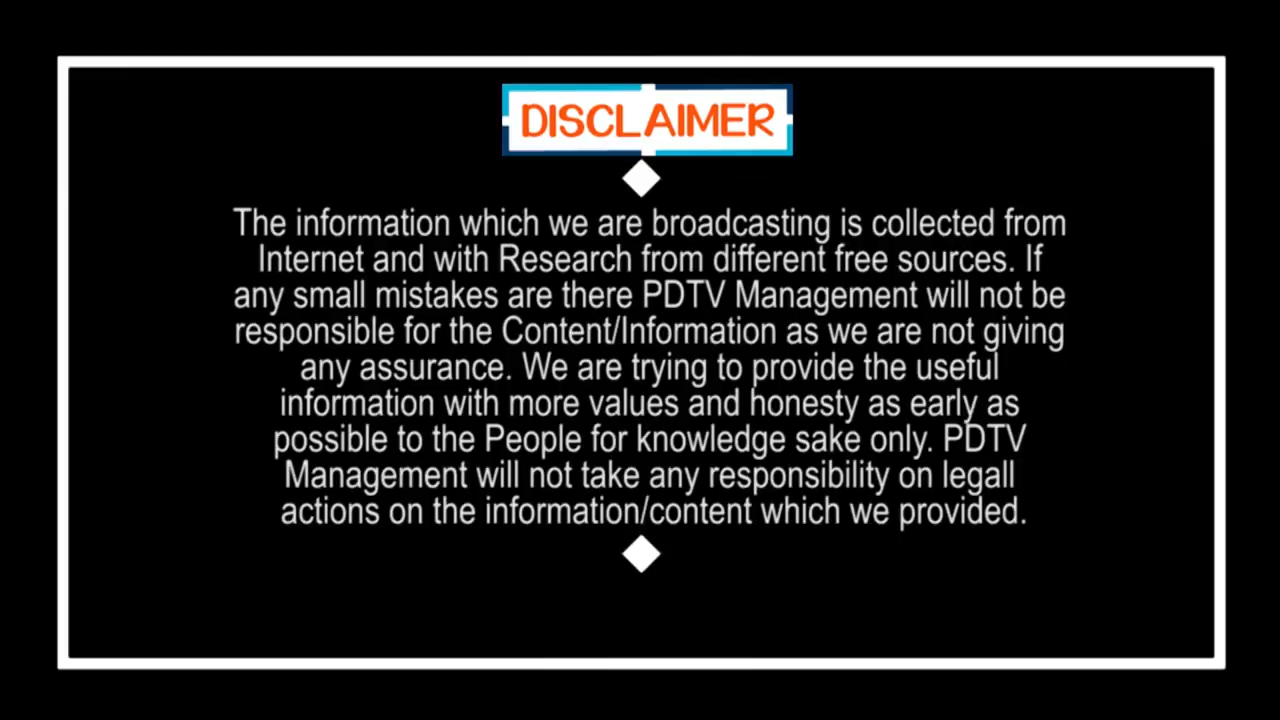 DISCLAIMER
The information which we are broadcasting is collected from
Internet and with Research from different free sources. If
any small mistakes are there PDTV Management will not be
responsible for the Content/Information as we are not giving
any assurance. We are trying to provide the useful
information with more values and honesty as early as
possible to the People for knowledge sake only. PDTV
Management will not take any responsibility on legall
actions on the information/content which we provided.